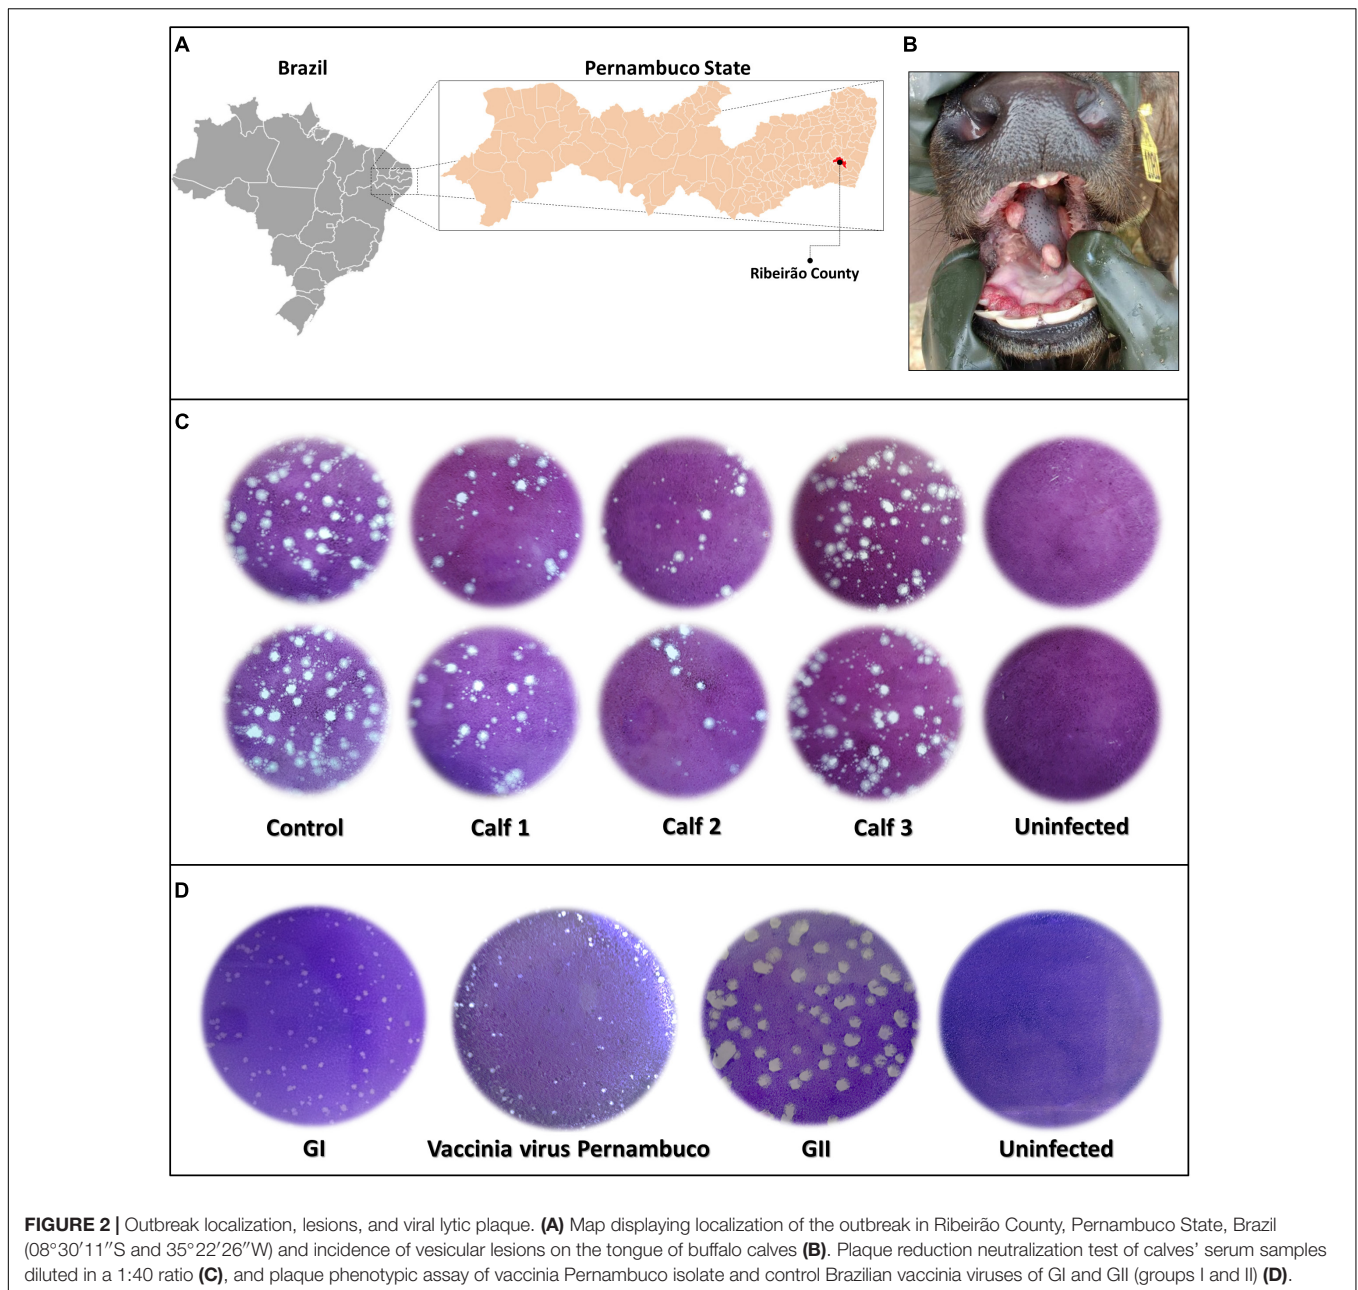 A
Brazil
Pernambuco State
Ribeirão County
B
C
Control
Calf 1
Calf 2
Calf 3
Uninfected
D
GI
Vaccinia virus Pernambuco
GII
Uninfected
FIGURE 2 | Outbreak localization, lesions, and viral lytic plaque. (A) Map displaying localization of the outbreak in Ribeirão County, Pernambuco State, Brazil
(08°30′11″S and 35°22′26″W) and incidence of vesicular lesions on the tongue of buffalo calves (B). Plaque reduction neutralization test of calves’ serum samples
diluted in a 1:40 ratio (C), and plaque phenotypic assay of vaccinia Pernambuco isolate and control Brazilian vaccinia viruses of GI and GII (groups I and II) (D).